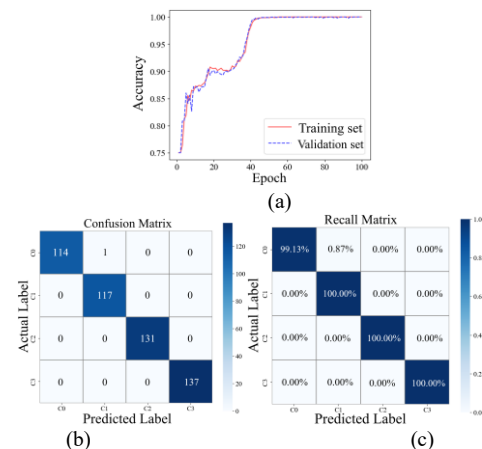 1.00
0.95
0.90
0.85
0.80
0.75
Accuracy
Training set
Validation set
0 20 40 60 80 100
Epoch
(a)
Confusion Matrix
Actual Label
C0 114 1 0 0
C1 0 117 0 0
C2 0 0 131 0
C3 0 0 0 137
C0 C1 C2 C3
Predicted Label
120
100
80
60
40
20
0
(b)
Recall Matrix
Actual Label
C0 99.13% 0.87% 0.00% 0.00%
C1 0.00% 100.00% 0.00% 0.00%
C2 0.00% 0.00% 100.00% 0.00%
C3 0.00% 0.00% 0.00% 100.00%
C0 C1 C2 C3
Predicted Label
1.0
0.8
0.6
0.4
0.2
0.0
(c)